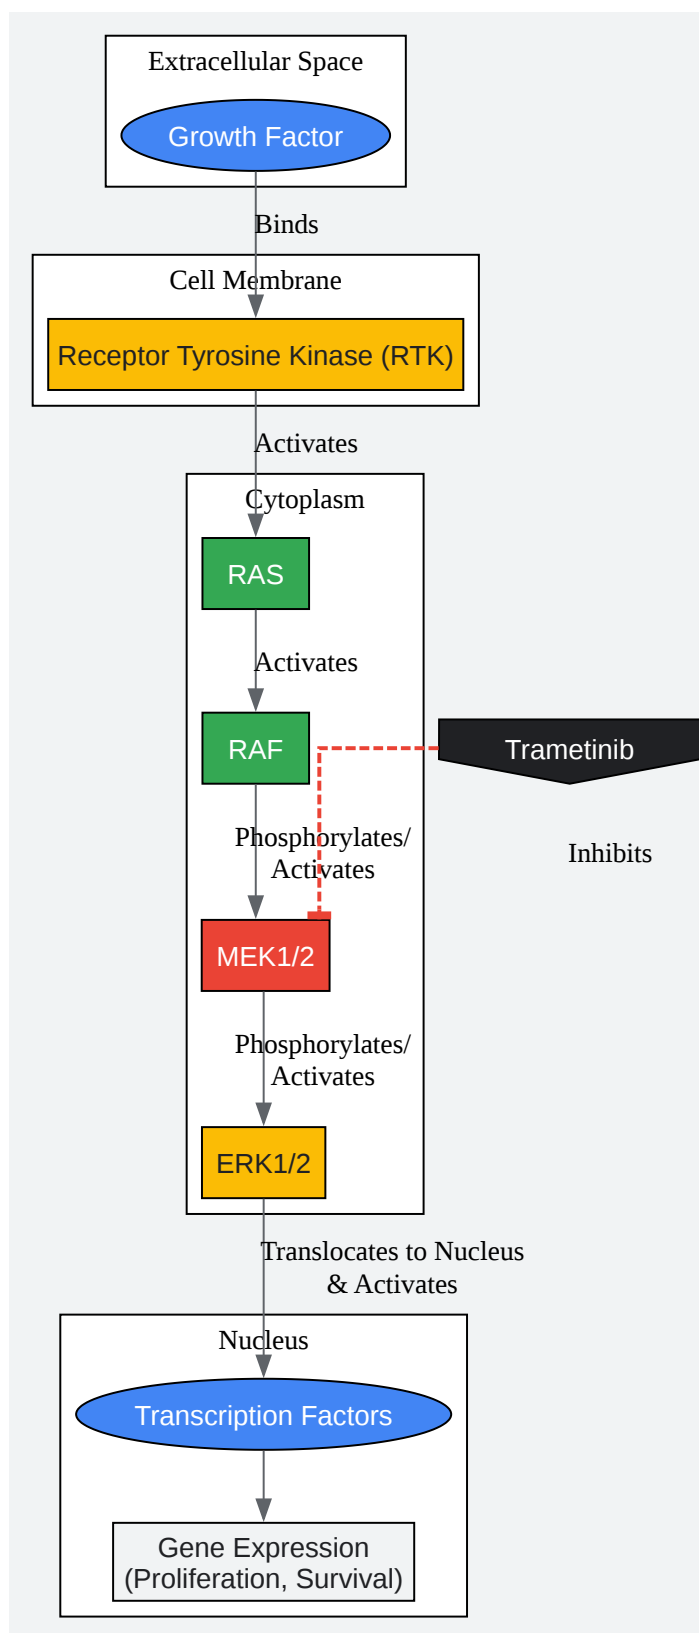 Extracellular Space
Growth Factor
Binds
Cell Membrane
Receptor Tyrosine Kinase (RTK)
Activates
Cytoplasm
RAS
Activates
RAF
Trametinib
Phosphorylates/
Activates
Inhibits
MEK1/2
Phosphorylates/
Activates
ERK1/2
Translocates to Nucleus
& Activates
Nucleus
Transcription Factors
Gene Expression
(Proliferation, Survival)